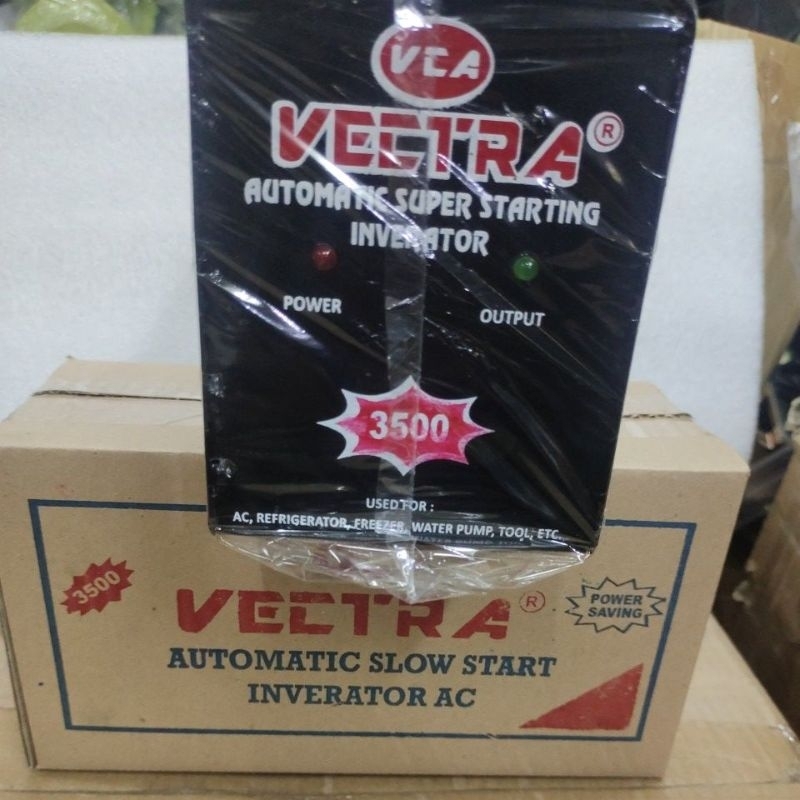 VCA
VECTRA ®
AUTOMATIC SUPER STARTING
INVERATOR
POWER
OUTPUT
3500
USED FOR :
AC, REFRIGERATOR, FREEZER, WATER PUMP, TOOL, ETC.
3500
VECTRA ®
POWER
SAVING
AUTOMATIC SLOW START
INVERATOR AC